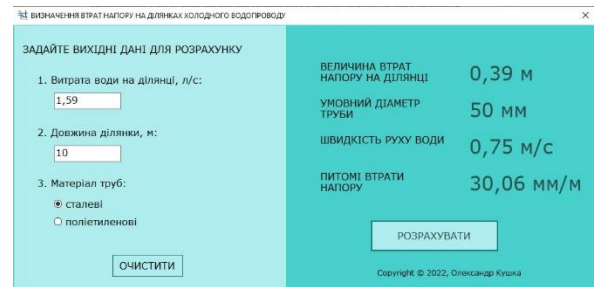 ВИЗНАЧЕННЯ ВТРАТ НАПОРУ НА ДІЛЯНКАХ ХОЛОДНОГО ВОДОПРОВОДУ
ЗАДАЙТЕ ВИХІДНІ ДАНІ ДЛЯ РОЗРАХУНКУ
1. Витрата води на ділянці, л/с:
1,59
2. Довжина ділянки, м:
10
3. Матеріал труб:
сталеві
поліетиленові
ОЧИСТИТИ
ВЕЛИЧИНА ВТРАТ
НАПОРУ НА ДІЛЯНЦІ
0,39 м
УМОВНИЙ ДІАМЕТР
ТРУБИ
50 мм
ШВИДКІСТЬ РУХУ ВОДИ
0,75 м/с
ПИТОМІ ВТРАТИ
НАПОРУ
30,06 мм/м
РОЗРАХУВАТИ
Copyright © 2022, Олександр Кушка